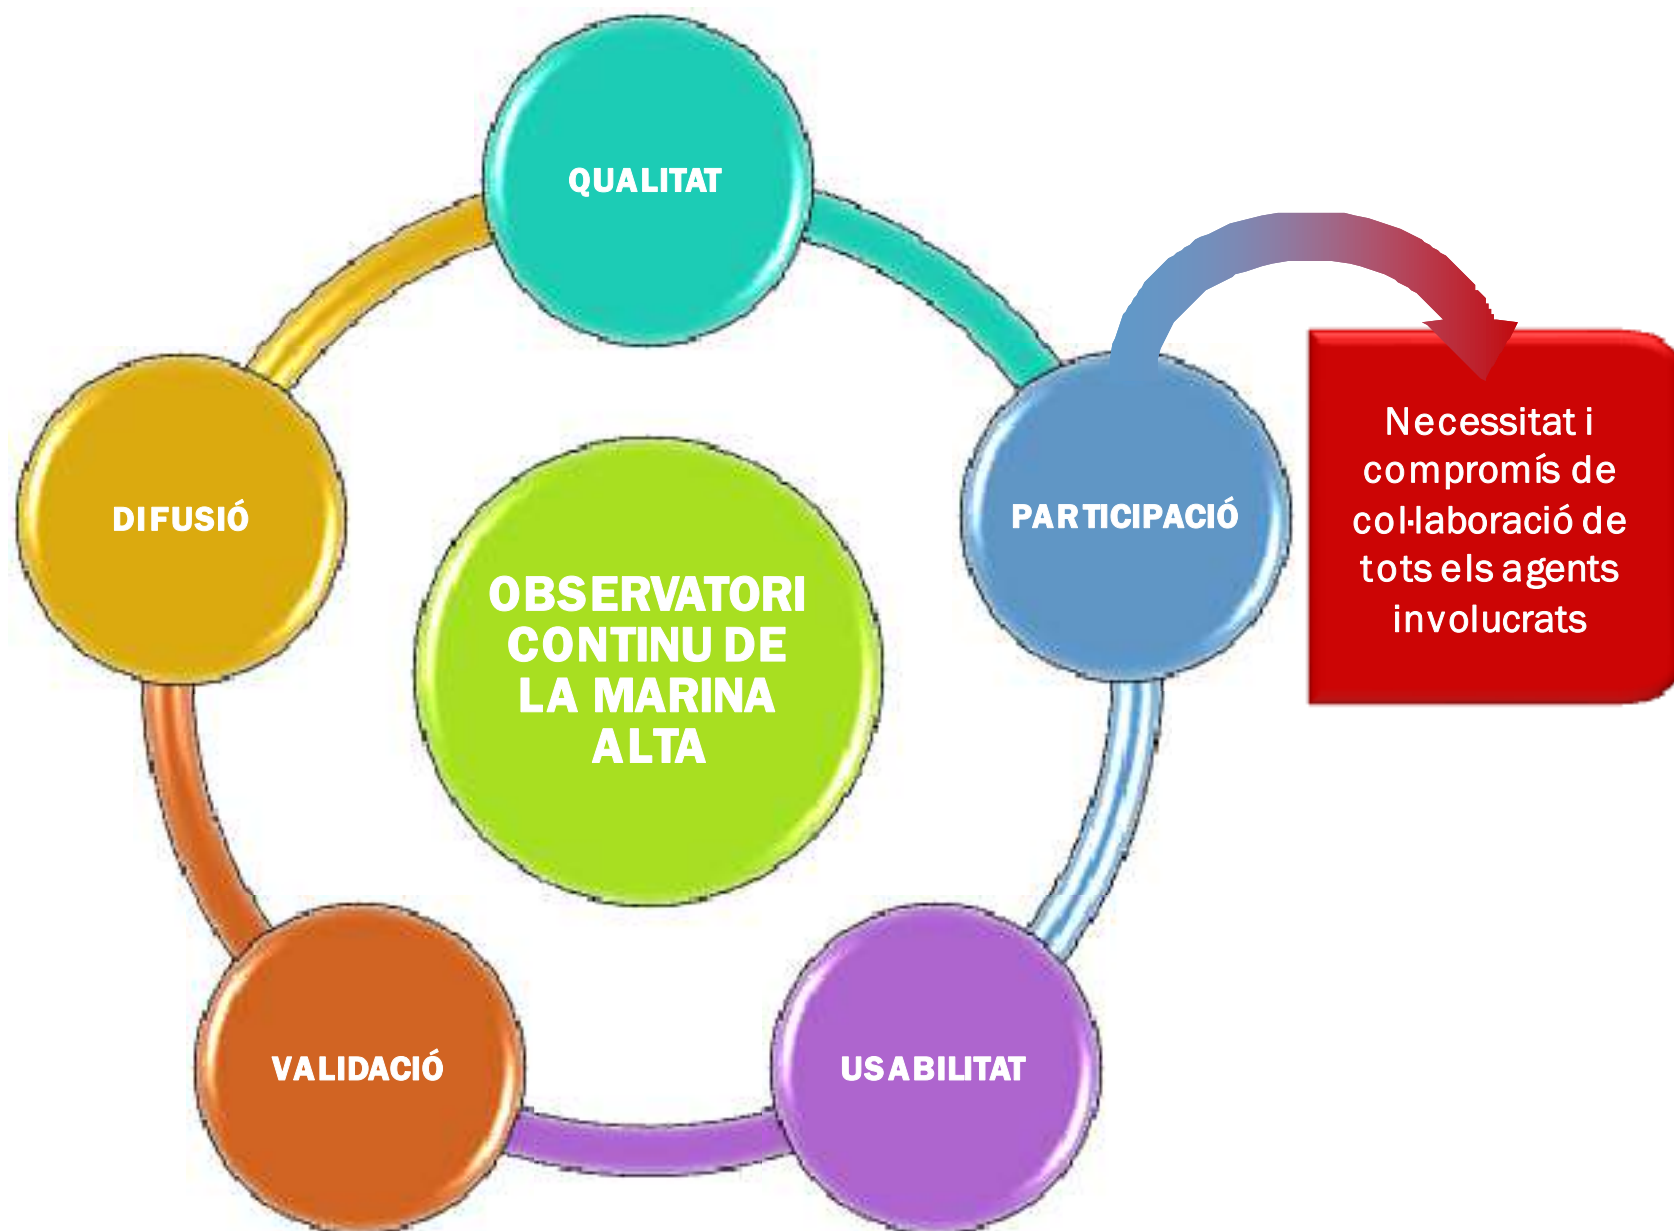 QUALITAT
PARTICIPACIÓ
Necessitat i
compromís de
col·laboració de
tots els agents
involucrats
DIFUSIÓ
OBSERVATORI
CONTINU DE
LA MARINA
ALTA
VALIDACIÓ
USABILITAT